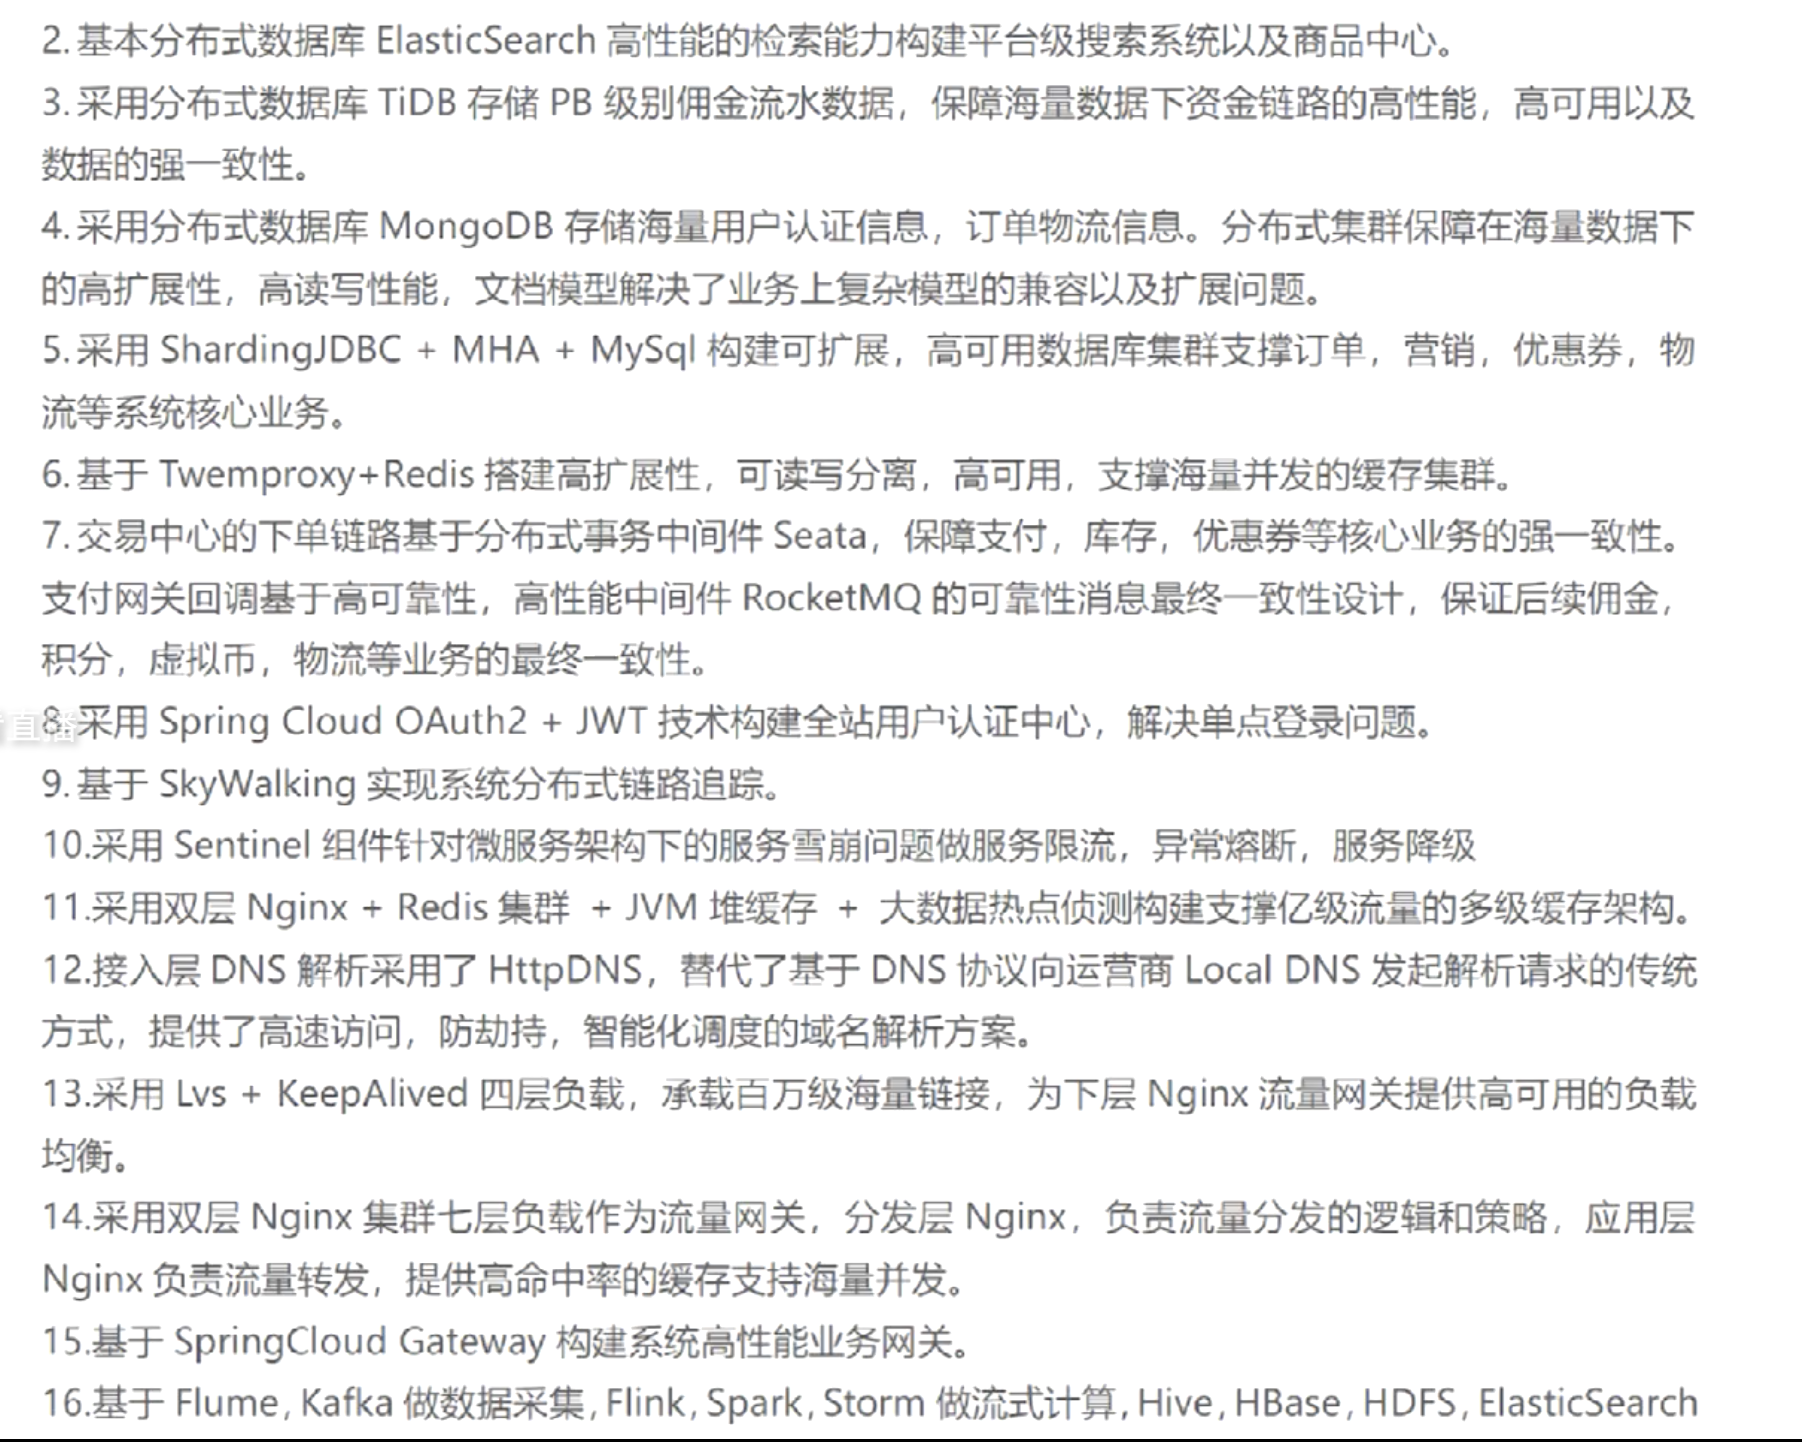 2. 基本分布式数据库 ElasticSearch 高性能的检索能力构建平台级搜索系统以及商品中心。
3. 采用分布式数据库 TiDB 存储 PB 级别佣金流水数据，保障海量数据下资金链路的高性能，高可用以及
数据的强一致性。
4. 采用分布式数据库 MongoDB 存储海量用户认证信息，订单物流信息。分布式集群保障在海量数据下
的高扩展性，高读写性能，文档模型解决了业务上复杂模型的兼容以及扩展问题。
5. 采用 ShardingJDBC + MHA + MySql 构建可扩展，高可用数据库集群支撑订单，营销，优惠券，物
流等系统核心业务。
6. 基于 Twemproxy+Redis 搭建高扩展性，可读写分离，高可用，支撑海量并发的缓存集群。
7. 交易中心的下单链路基于分布式事务中间件 Seata，保障支付，库存，优惠券等核心业务的强一致性。
支付网关回调基于高可靠性，高性能中间件 RocketMQ 的可靠性消息最终一致性设计，保证后续佣金，
积分，虚拟币，物流等业务的最终一致性。
直播
8. 采用 Spring Cloud OAuth2 + JWT 技术构建全站用户认证中心，解决单点登录问题。
9. 基于 SkyWalking 实现系统分布式链路追踪。
10.采用 Sentinel 组件针对微服务架构下的服务雪崩问题做服务限流，异常熔断，服务降级
11.采用双层 Nginx + Redis 集群 + JVM 堆缓存 + 大数据热点侦测构建支撑亿级流量的多级缓存架构。
12.接入层 DNS 解析采用了 HttpDNS，替代了基于 DNS 协议向运营商 Local DNS 发起解析请求的传统
方式，提供了高速访问，防劫持，智能化调度的域名解析方案。
13.采用 Lvs + KeepAlived 四层负载，承载百万级海量链接，为下层 Nginx 流量网关提供高可用的负载
均衡。
14.采用双层 Nginx 集群七层负载作为流量网关，分发层 Nginx，负责流量分发的逻辑和策略，应用层
Nginx 负责流量转发，提供高命中率的缓存支持海量并发。
15.基于 SpringCloud Gateway 构建系统高性能业务网关。
16.基于 Flume, Kafka 做数据采集, Flink, Spark, Storm 做流式计算, Hive, HBase, HDFS, ElasticSearch